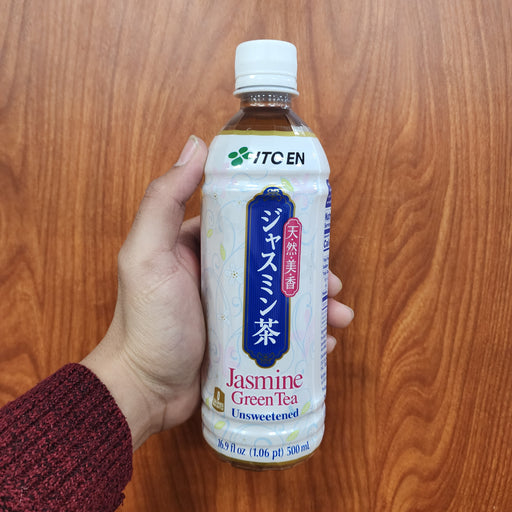 ITO EN
ジャスミン茶
天然・美・香
Jasmine
Green Tea
Unsweetened
16.9 fl oz (1.06 pt) 500 mL